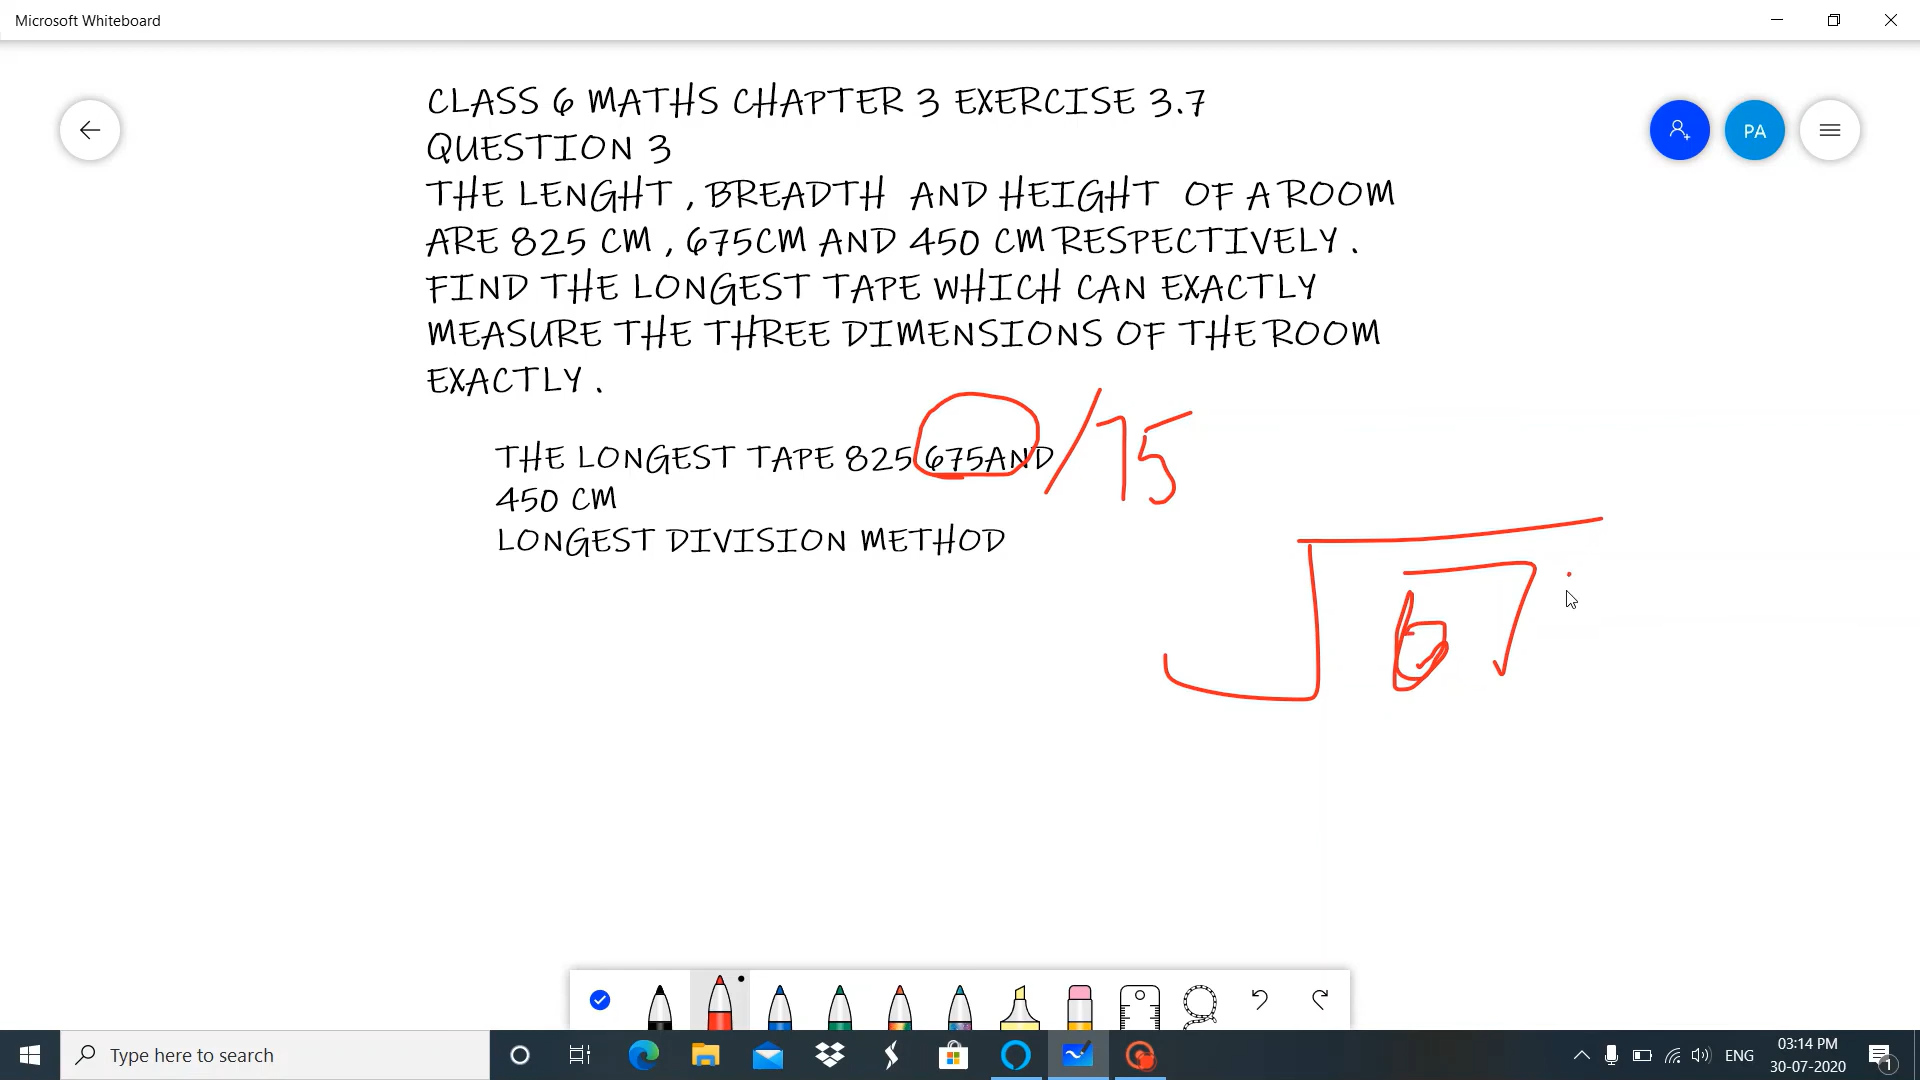 Microsoft Whiteboard
CLASS 6 MATHS CHAPTER 3 EXERCISE 3.7
QUESTION 3
THE LENGHT , BREADTH AND HEIGHT OF A ROOM
PA
ARE 825 CM , 675CM AND 450 CM RESPECTIVELY .
FIND THE LONGEST TAPE WHICH CAN EXACTLY
MEASURE THE THREE DIMENSIONS OF THE ROOM
EXACTLY .
THE LONGEST TAPE 825 675AND / 75
450 CM
LONGEST DIVISION METHOD
67
Type here to search
ENG
03:14 PM
30-07-2020
1